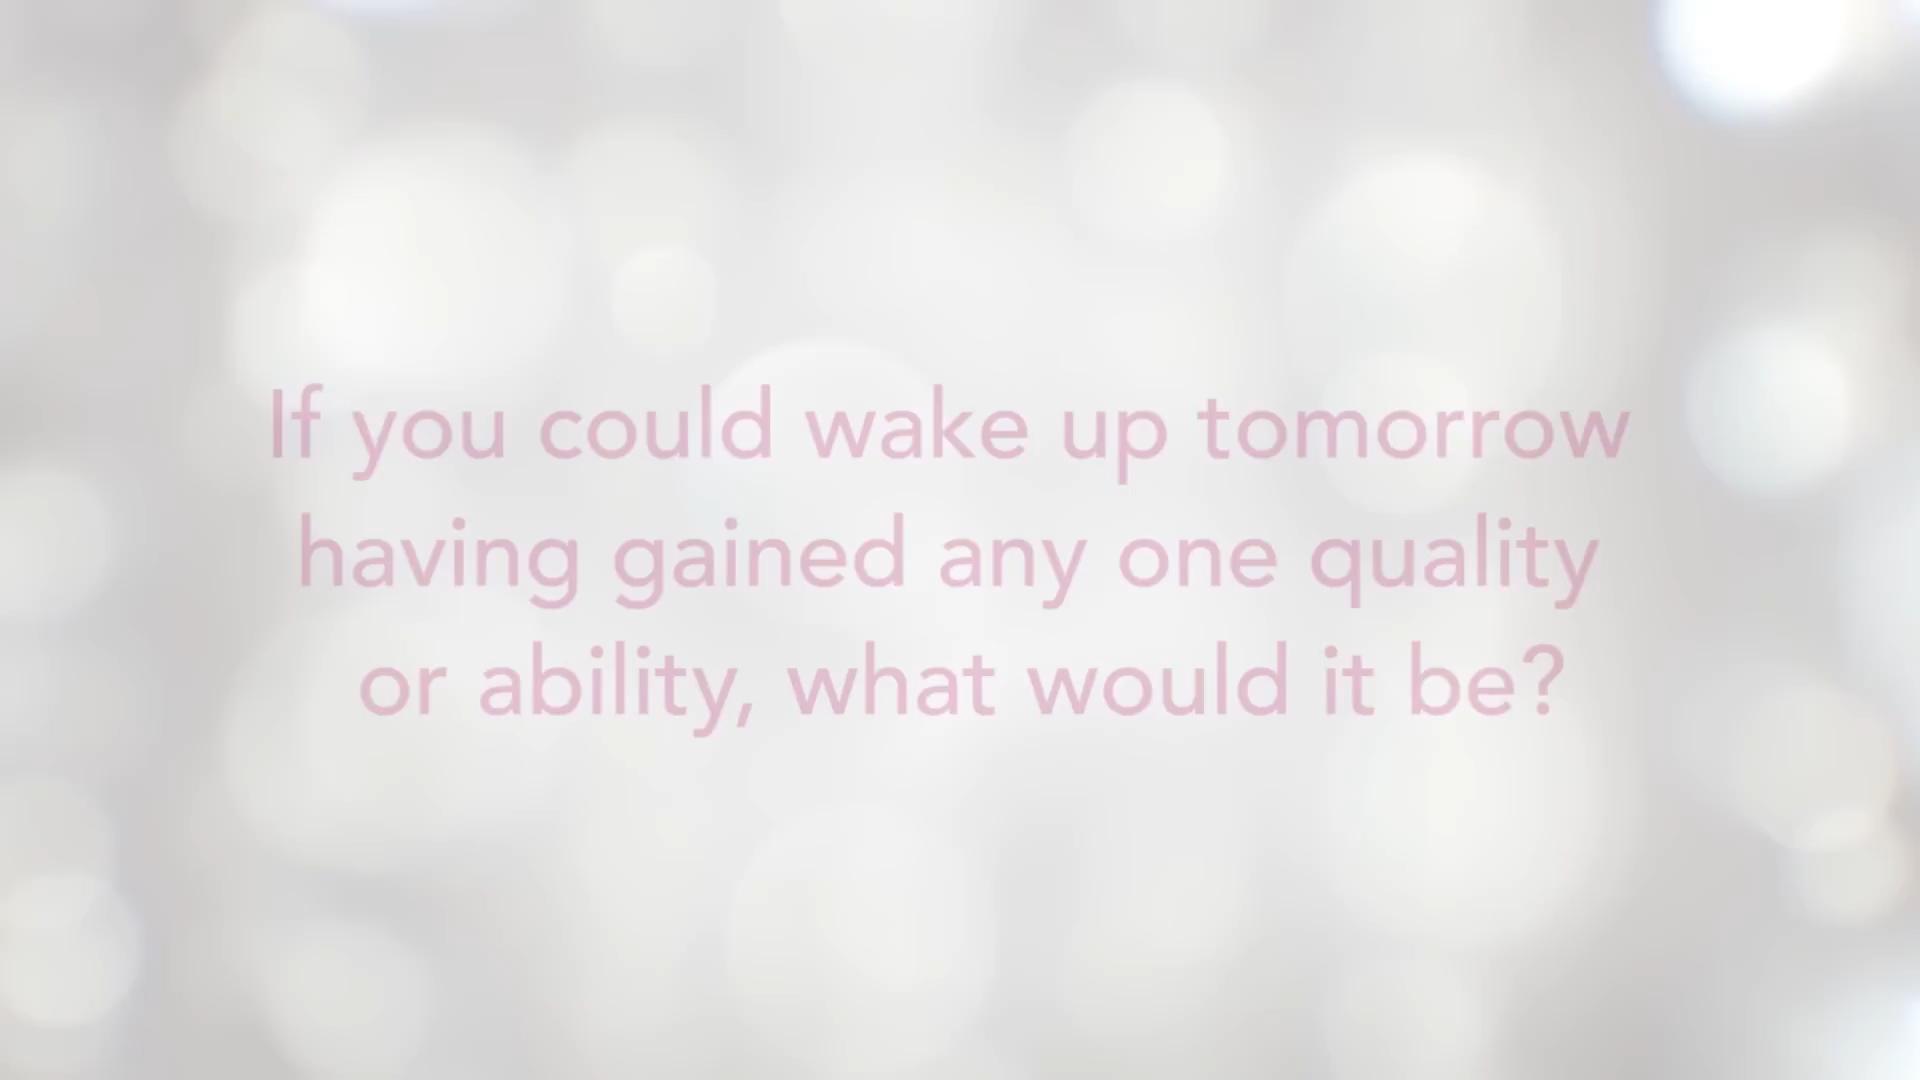 If you could wake up tomorrow
having gained any one quality
or ability, what would it be?